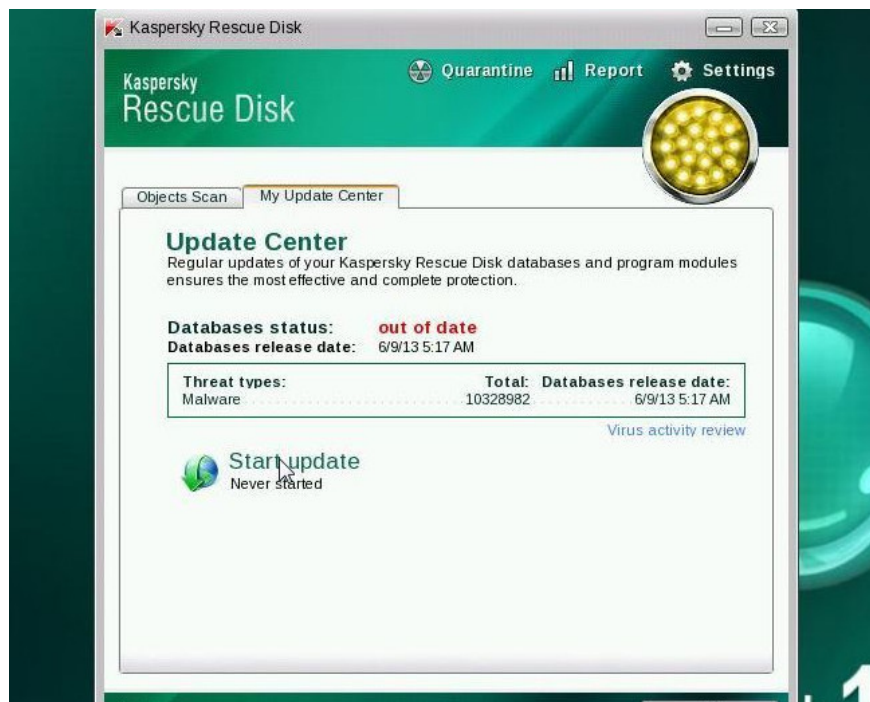 Kaspersky Rescue Disk
Quarantine Report Settings
Kaspersky
Rescue Disk
Objects Scan My Update Center
Update Center
Regular updates of your Kaspersky Rescue Disk databases and program modules
ensures the most effective and complete protection.
Databases status: out of date
Databases release date: 6/9/13 5:17 AM
Threat types: Total: Databases release date:
Malware 10328982 6/9/13 5:17 AM
Virus activity review
Start update
Never started